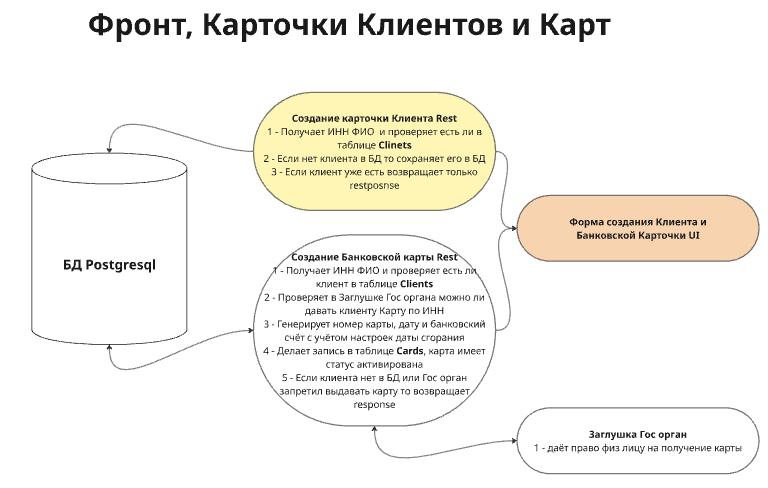 Фронт, Карточки Клиентов и Карт
Создание карточки Клиента Rest
1 - Получает ИНН ФИО и проверяет есть ли в
таблице Clinets
2 - Если нет клиента в БД то сохраняет его в БД
3 - Если клиент уже есть возвращает только
restposnse
БД Postgresql
Форма создания Клиента и
Банковской Карточки UI
Создание Банковской карты Rest
1 - Получает ИНН ФИО и проверяет есть ли
клиент в таблице Clients
2 - Проверяет в Заглушке Гос органа можно ли
давать клиенту Карту по ИНН
3 - Генерирует номер карты, дату и банковский
счёт с учётом настроек даты сгорания
4 - Делает запись в таблице Cards, карта имеет
статус активирована
5 - Если клиента нет в БД или Гос орган
запретил выдавать карту то возвращает
response
Заглушка Гос орган
1 - даёт право физ лицу на получение карты